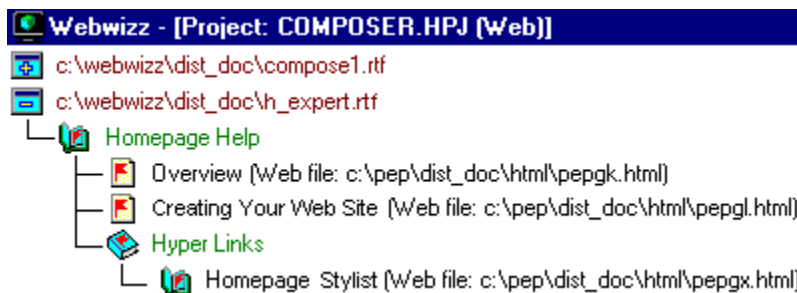 Webwizz - [Project: COMPOSER.HPJ (Web)]
c:\webwizz\dist_doc\compose1.rtf
c:\webwizz\dist_doc\h_expert.rtf
Homepage Help
Overview (Web file: c:\pep\dist_doc\html\pepgk.html)
Creating Your Web Site (Web file: c:\pep\dist_doc\html\pepgl.html)
Hyper Links
Homepage Stylist (Web file: c:\pep\dist_doc\html\pepgx.html)